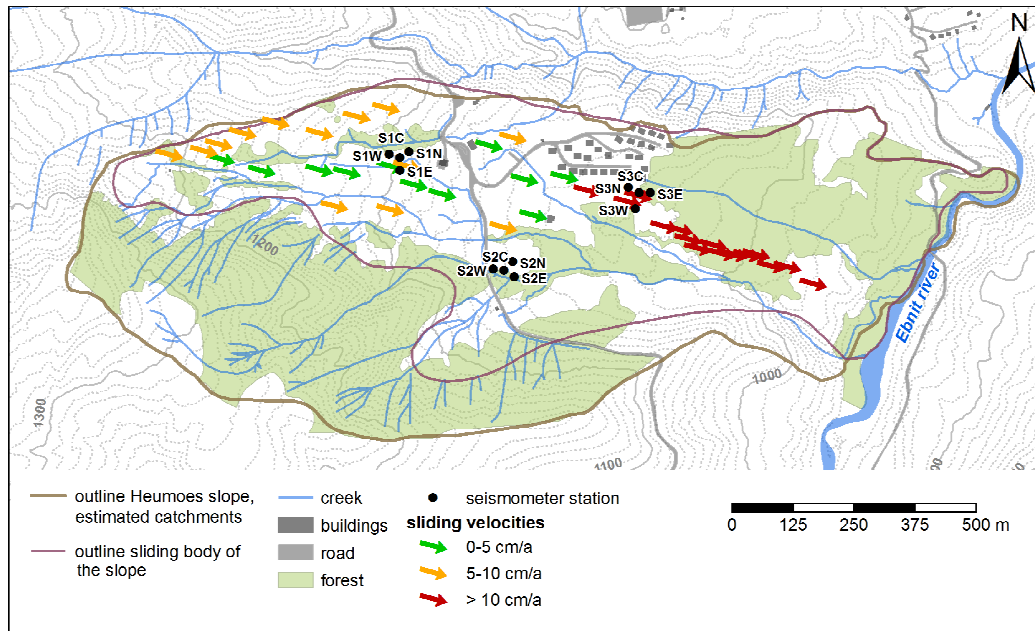 N
S1C
S1W
S1N
S1E
S3C
S3N
S3E
S3W
S2C
S2N
S2W
S2E
1200
1300
1000
1100
900
Ebnit river
outline Heumoes slope,
estimated catchments
outline sliding body of
the slope
creek
buildings
road
forest
seismometer station
sliding velocities
0-5 cm/a
5-10 cm/a
> 10 cm/a
0 125 250 375 500 m